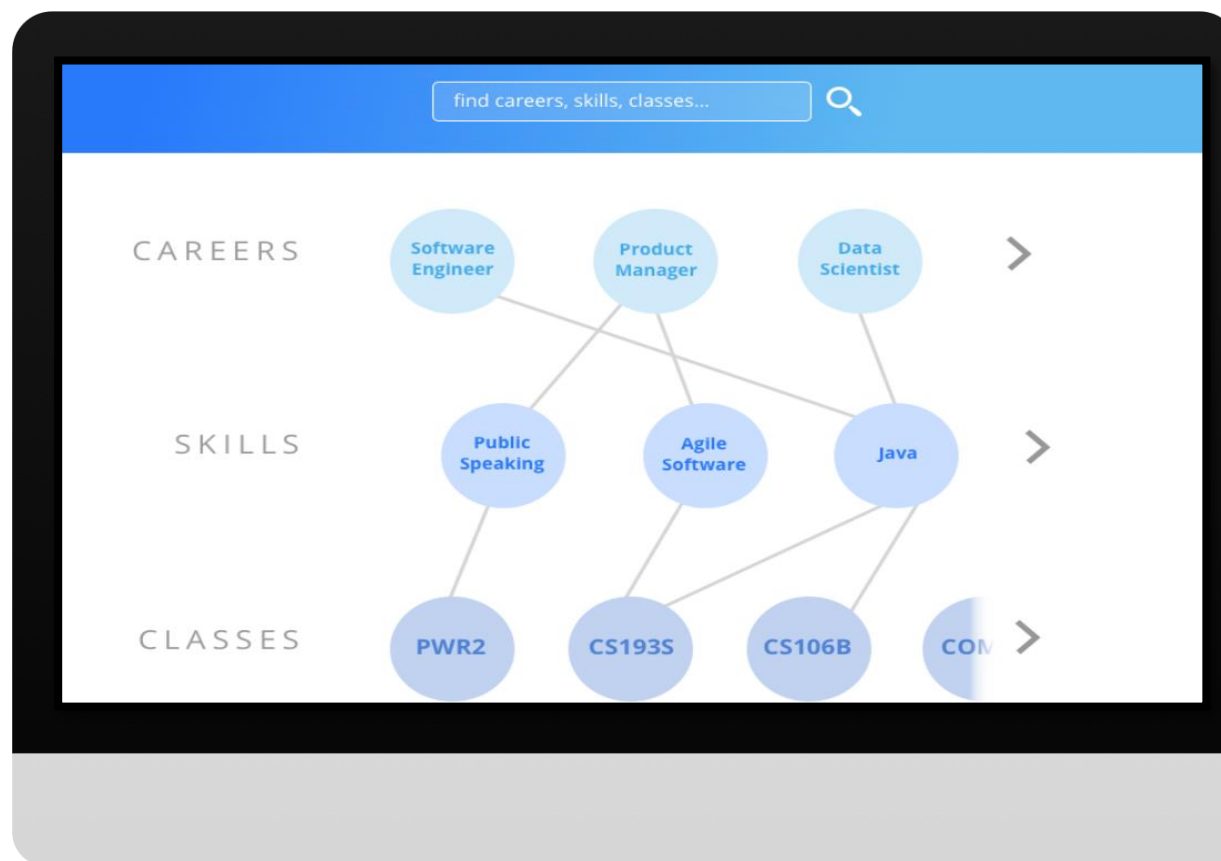 find careers, skills, classes...
CAREERS
Software
Engineer
Product
Manager
Data
Scientist
SKILLS
Public
Speaking
Agile
Software
Java
CLASSES
PWR2
CS193S
CS106B